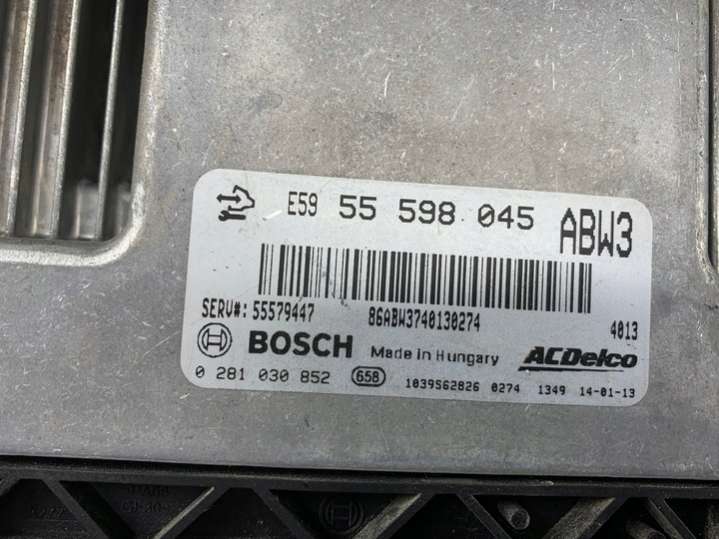 E59 55 598 045 ABW3
SERV#: 55579447 86ABW3740130274 4013
BOSCH Made in Hungary ACDelco
0 281 030 852 658 1039S62826 0274 1349 14-01-13